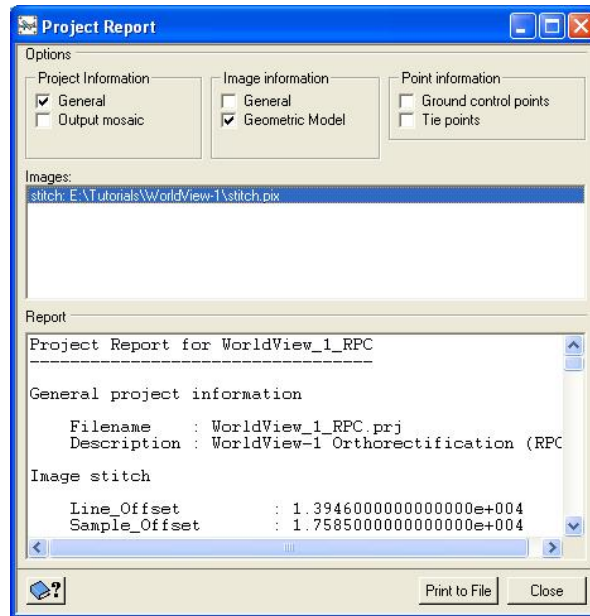 Project Report
Options
Project Information
General
Output mosaic
Image information
General
Geometric Model
Point information
Ground control points
Tie points
Images:
stitch: E:\Tutorials\WorldView-1\stitch.pix
Report
Project Report for WorldView_1_RPC
----------------------------------
General project information
Filename : WorldView_1_RPC.prj
Description : WorldView-1 Orthorectification (RPC
Image stitch
Line_Offset : 1.3946000000000000e+004
Sample_Offset : 1.7585000000000000e+004
?
Print to File
Close